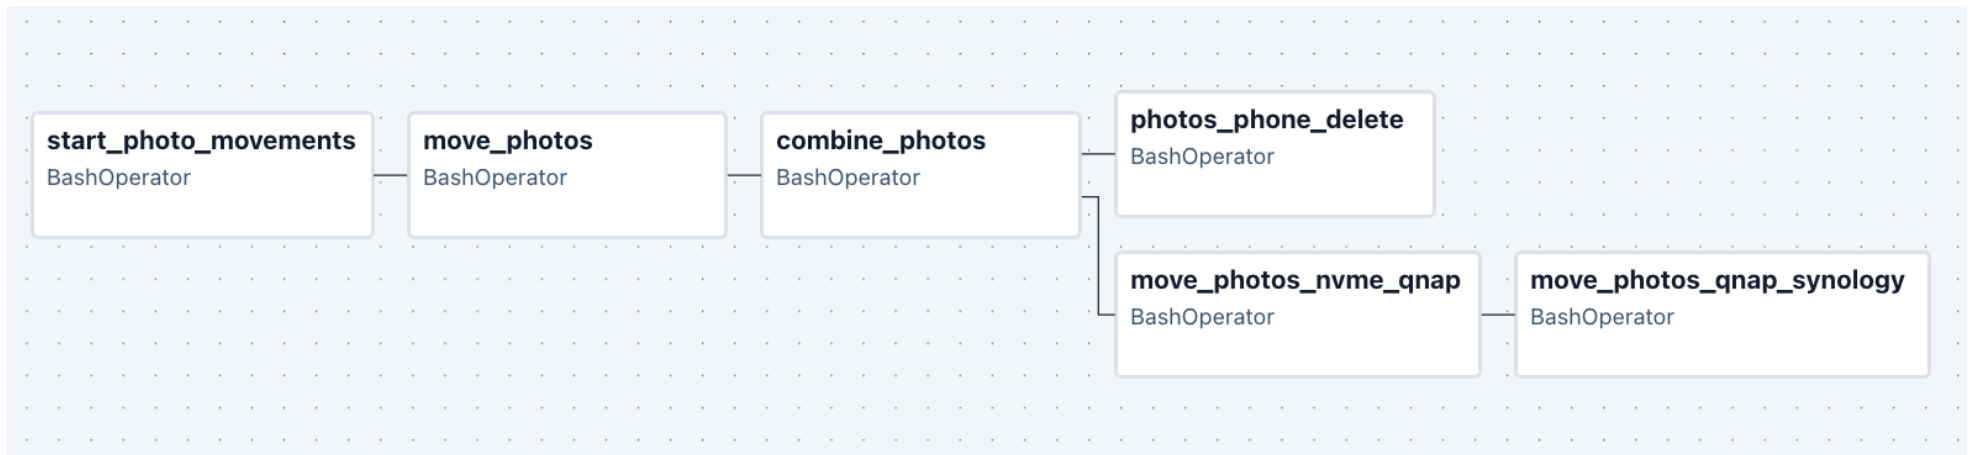 start_photo_movements
BashOperator
move_photos
BashOperator
combine_photos
BashOperator
photos_phone_delete
BashOperator
move_photos_nvme_qnap
BashOperator
move_photos_qnap_synology
BashOperator